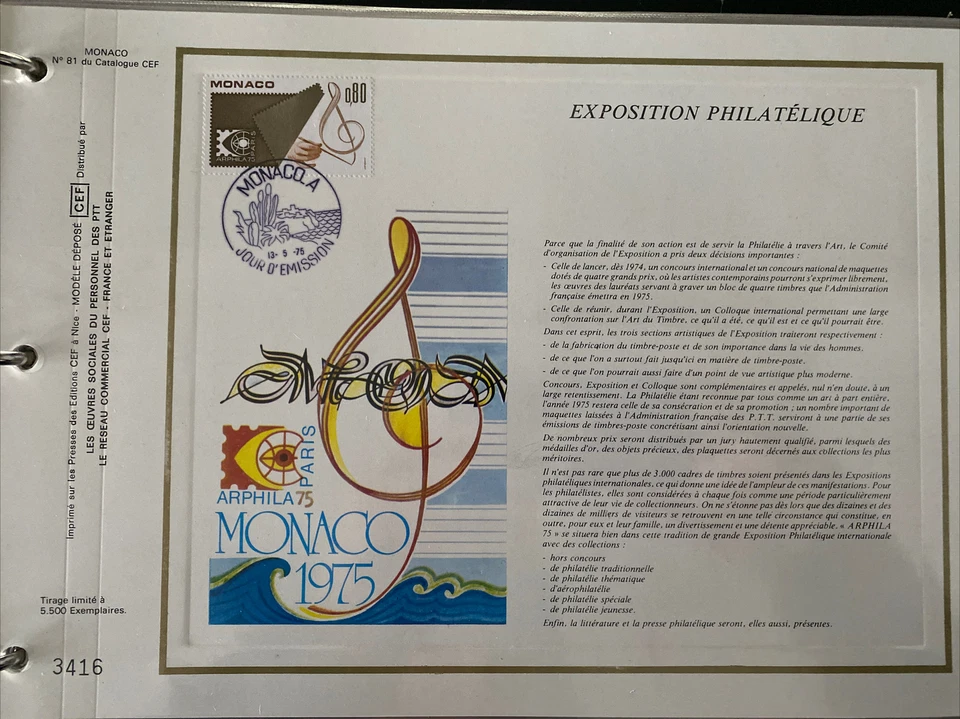 MONACO
N° 81 du Catalogue CEF
Imprimé sur les Presses des Editions CEF à Nice - MODÈLE DÉPOSÉ CEF Distribué par
LES ŒUVRES SOCIALES DU PERSONNEL DES PTT
LE RESEAU COMMERCIAL CEF - FRANCE ET ETRANGER
Tirage limité à
5.500 Exemplaires.
3416
MONACO
0,80
ARPHILA 75
PARIS
MONACO.A
13- 5 -75
JOUR D'EMISSION
PARIS
ARPHILA 75
MONACO
1975
EXPOSITION PHILATÉLIQUE
Parce que la finalité de son action est de servir la Philatélie à travers l'Art, le Comité
d'organisation de l'Exposition a pris deux décisions importantes :
- Celle de lancer, dès 1974, un concours international et un concours national de maquettes
dotés de quatre grands prix, où les artistes contemporains pourront s'exprimer librement,
les œuvres des lauréats servant à graver un bloc de quatre timbres que l'Administration
française émettra en 1975.
- Celle de réunir, durant l'Exposition, un Colloque international permettant une large
confrontation sur l'Art du Timbre, ce qu'il a été, ce qu'il est et ce qu'il pourrait être.
Dans cet esprit, les trois sections artistiques de l'Exposition traiteront respectivement :
- de la fabrication du timbre-poste et de son importance dans la vie des hommes.
- de ce que l'on a surtout fait jusqu'ici en matière de timbre-poste.
- de ce que l'on pourrait aussi faire d'un point de vue artistique plus moderne.
Concours, Exposition et Colloque sont complémentaires et appelés, nul n'en doute, à un
large retentissement. La Philatélie étant reconnue par tous comme un art à part entière,
l'année 1975 restera celle de sa consécration et de sa promotion ; un nombre important de
maquettes laissées à l'Administration française des P.T.T. serviront à une partie de ses
émissions de timbres-poste concrétisant ainsi l'orientation nouvelle.
De nombreux prix seront distribués par un jury hautement qualifié, parmi lesquels des
médailles d'or, des objets précieux, des plaquettes seront décernés aux collections les plus
méritoires.
Il n'est pas rare que plus de 3.000 cadres de timbres soient présentés dans les Expositions
philatéliques internationales, ce qui donne une idée de l'ampleur de ces manifestations. Pour
les philatélistes, elles sont considérées à chaque fois comme une période particulièrement
attractive de leur vie de collectionneurs. On ne s'étonne pas dès lors que des dizaines et des
dizaines de milliers de visiteurs se retrouvent en une telle circonstance qui constitue, en
outre, pour eux et leur famille, un divertissement et une détente appréciable. « ARPHILA
75 » se situera bien dans cette tradition de grande Exposition Philatélique internationale
avec des collections :
- hors concours
- de philatélie traditionnelle
- de philatélie thématique
- d'aérophilatélie
- de philatélie spéciale
- de philatélie jeunesse.
Enfin, la littérature et la presse philatélique seront, elles aussi, présentes.